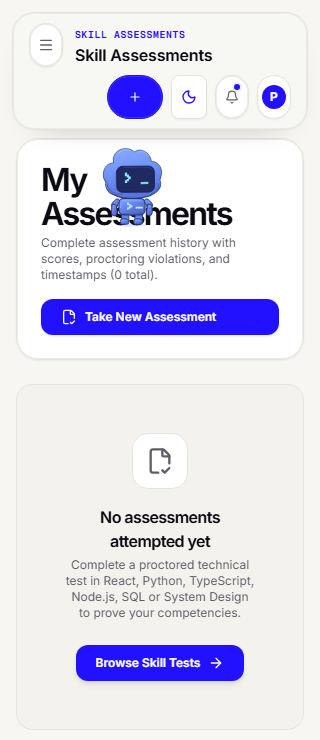 SKILL ASSESSMENTS
Skill Assessments
P
My
Assessments
Complete assessment history with
scores, proctoring violations, and
timestamps (0 total).
Take New Assessment
No assessments
attempted yet
Complete a proctored technical
test in React, Python, TypeScript,
Node.js, SQL or System Design
to prove your competencies.
Browse Skill Tests